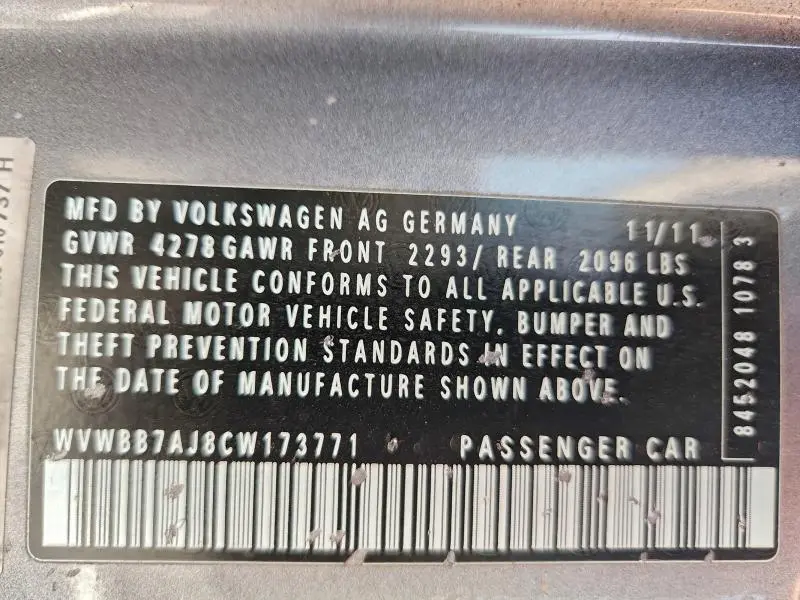 MFD BY VOLKSWAGEN AG GERMANY 11/11
GVWR 4278 GAWR FRONT 2293/ REAR 2096 LBS
THIS VEHICLE CONFORMS TO ALL APPLICABLE U.S.
FEDERAL MOTOR VEHICLE SAFETY, BUMPER AND
THEFT PREVENTION STANDARDS IN EFFECT ON
THE DATE OF MANUFACTURE SHOWN ABOVE.
WVWBB7AJ8CW173771 PASSENGER CAR
8452048 1078 3